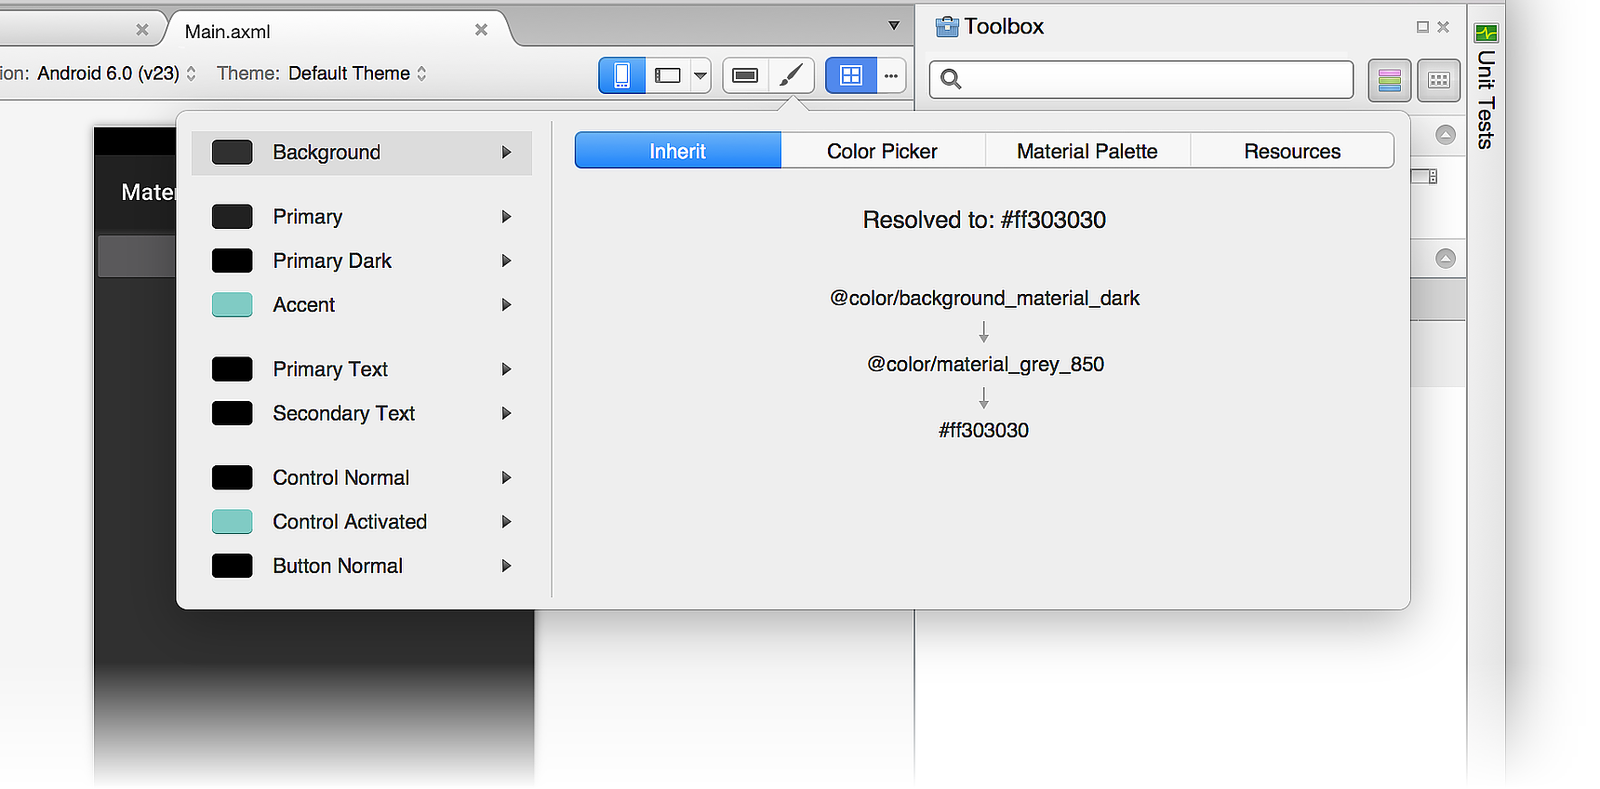 Main.axml
Toolbox
ion: Android 6.0 (v23) Theme: Default Theme
Unit Tests
Mater
Background
Primary
Primary Dark
Accent
Primary Text
Secondary Text
Control Normal
Control Activated
Button Normal
Inherit Color Picker Material Palette Resources
Resolved to: #ff303030
@color/background_material_dark
@color/material_grey_850
#ff303030